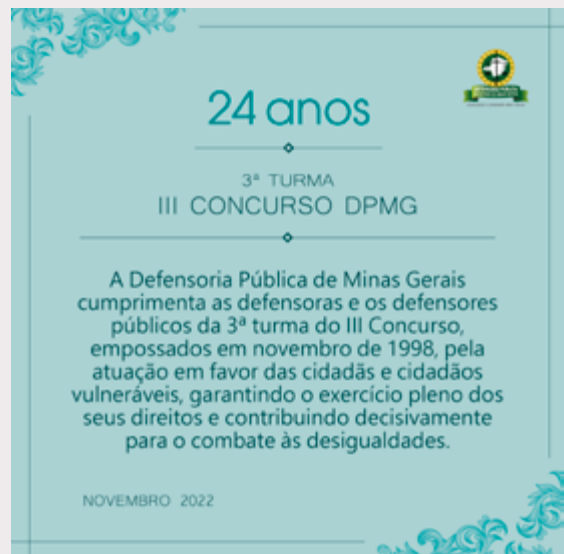 24 anos
3ª TURMA
III CONCURSO DPMG
A Defensoria Pública de Minas Gerais
cumprimenta as defensoras e os defensores
públicos da 3ª turma do III Concurso,
empossados em novembro de 1998, pela
atuação em favor das cidadãs e cidadãos
vulneráveis, garantindo o exercício pleno dos
seus direitos e contribuindo decisivamente
para o combate às desigualdades.
NOVEMBRO 2022